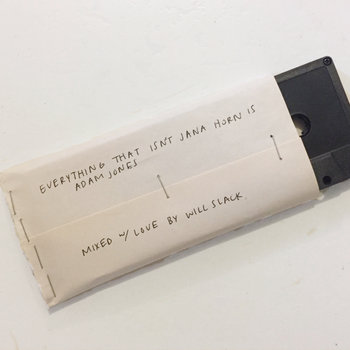 EVERYTHING THAT ISN'T JANA HORN IS
ADAM JONES
MIXED w/ LOVE BY WILL SLACK.